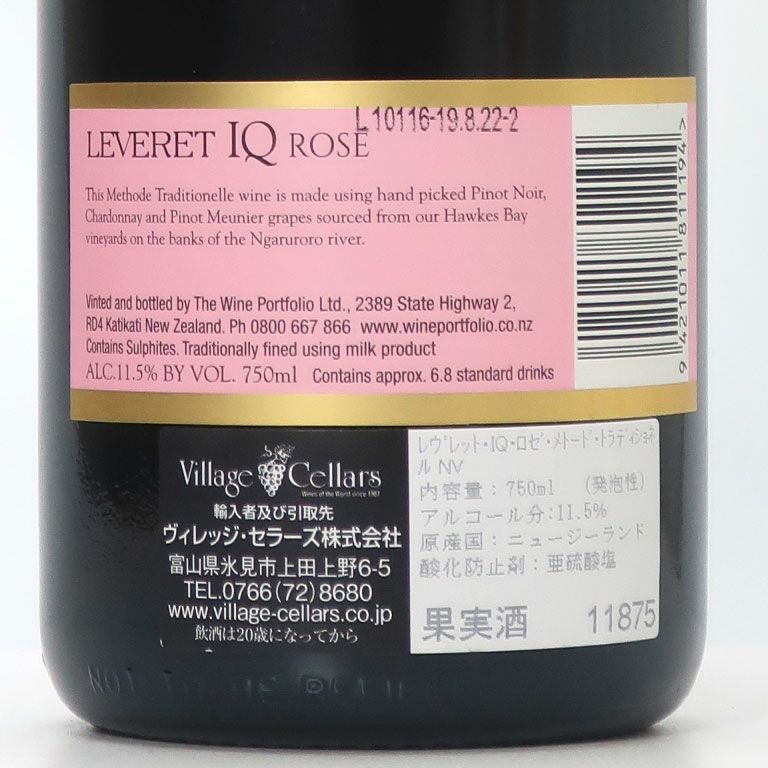 L10116-19.8.22-2
LEVERET IQ ROSÉ
This Methode Traditionelle wine is made using hand picked Pinot Noir,
Chardonnay and Pinot Meunier grapes sourced from our Hawkes Bay
vineyards on the banks of the Ngaruroro river.
Vinted and bottled by The Wine Portfolio Ltd., 2389 State Highway 2,
RD4 Katikati New Zealand. Ph 0800 667 866 www.wineportfolio.co.nz
Contains Sulphites. Traditionally fined using milk product
ALC.11.5% BY VOL. 750ml Contains approx. 6.8 standard drinks
9 421011 811194 >
Village Cellars
Wines of the World since 1987
輸入者及び引取先
ヴィレッジ・セラーズ株式会社
富山県氷見市上田上野6-5
TEL.0766(72)8680
www.village-cellars.co.jp
飲酒は20歳になってから
レヴレット・IQ・ロゼ・メトード・トラディショネ
ル NV
内容量：750ml （発泡性）
アルコール分：11.5%
原産国：ニュージーランド
酸化防止剤：亜硫酸塩
果実酒 11875